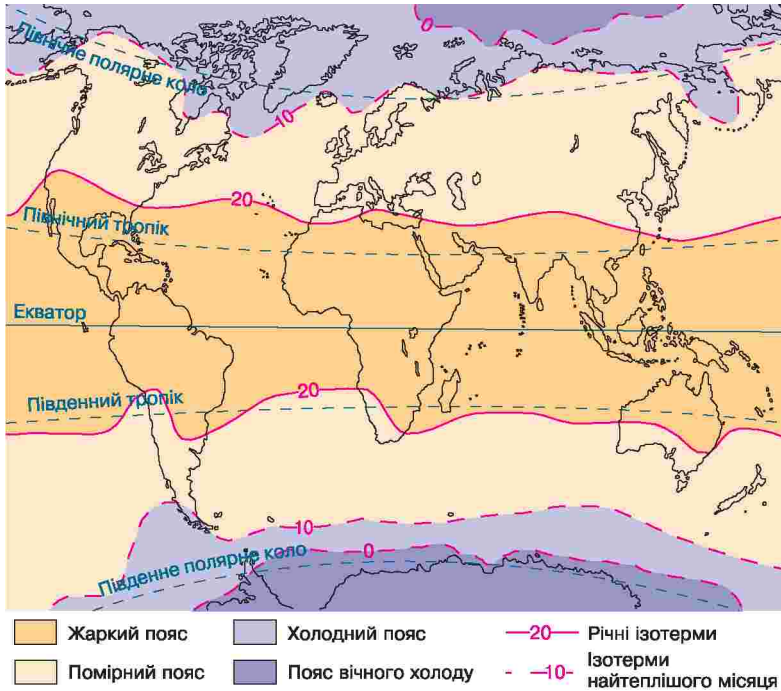 0
Північне полярне коло
10
20
Північний тропік
Екватор
Південний тропік
20
10
0
Південне полярне коло
Жаркий пояс
Холодний пояс
20 Річні ізотерми
Помірний пояс
Пояс вічного холоду
10 Ізотерми
найтеплішого місяця